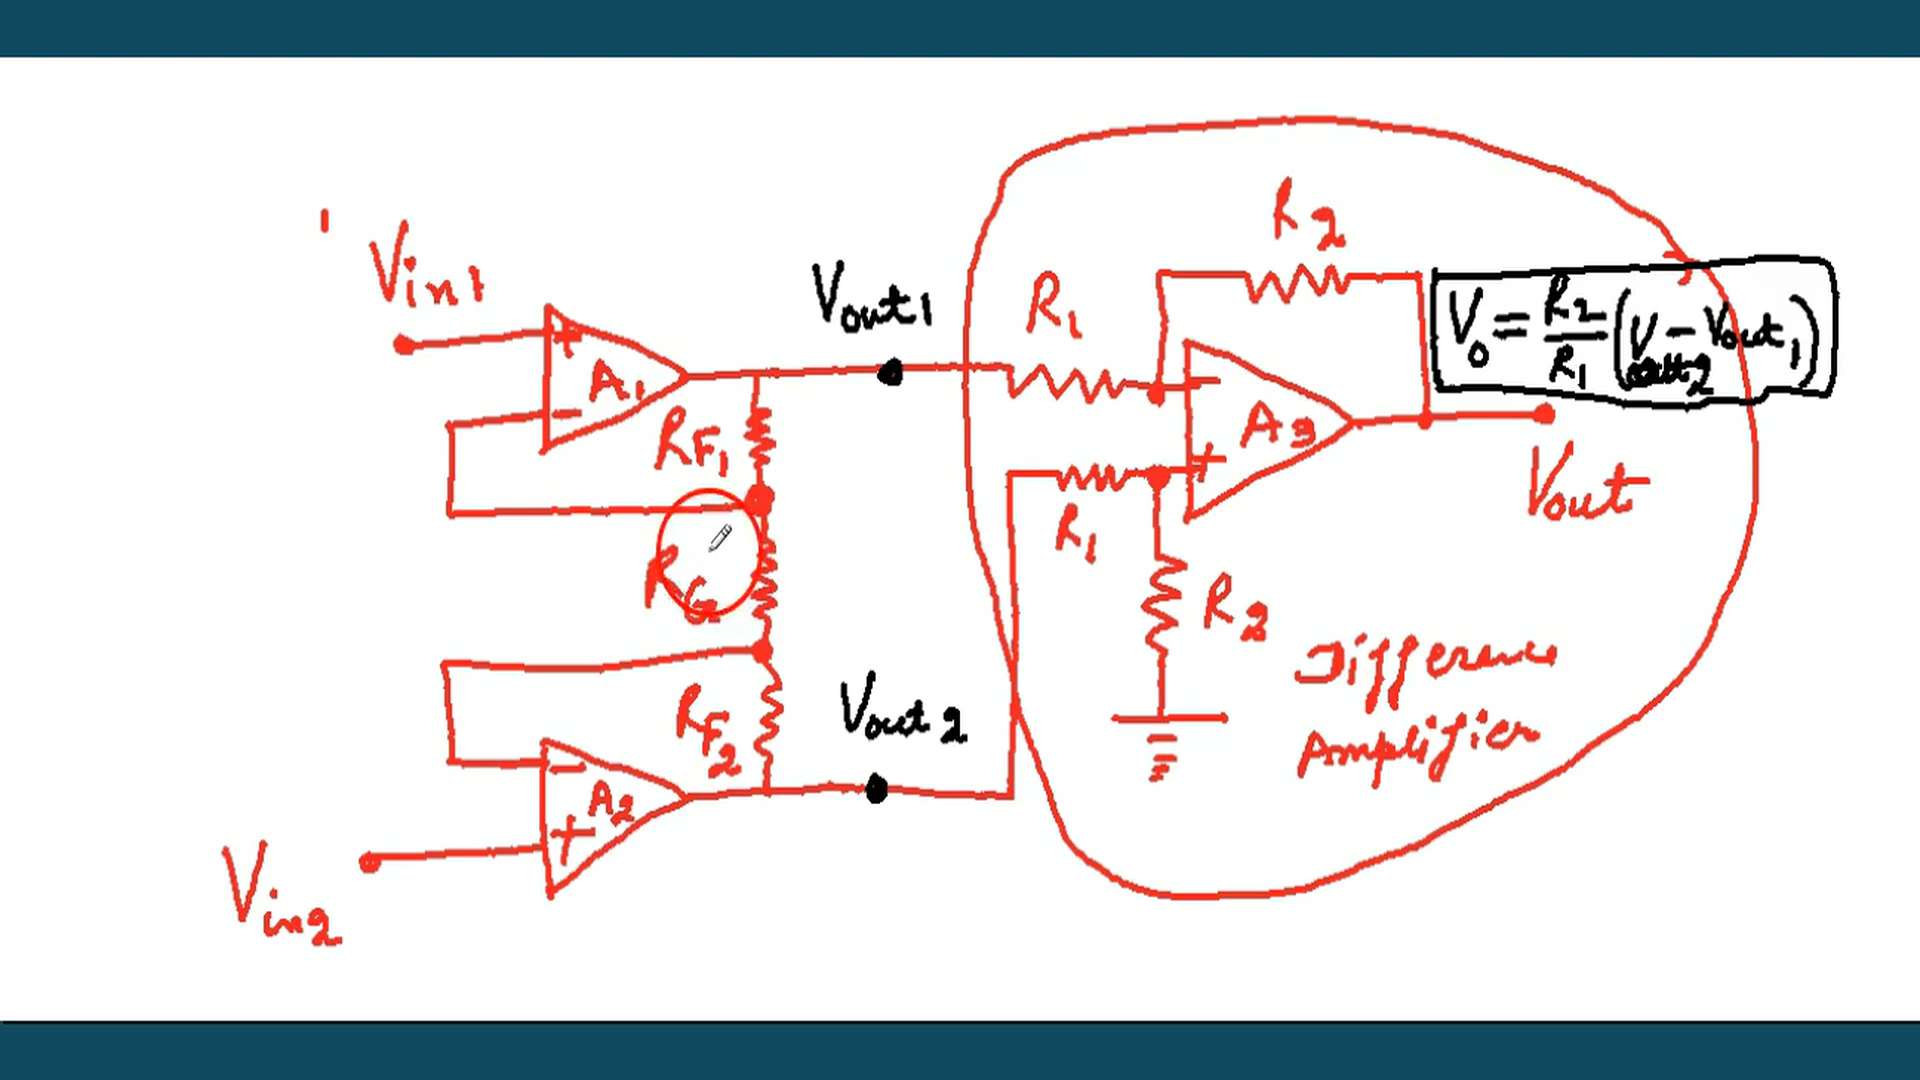 Vin1
A1
RF1
RG
RF2
A2
Vin2
Vout1
Vout2
R1
R2
A3
R1
R2
V0 = R2/R1 (Vout2 - Vout1)
Vout
Difference
Amplifier